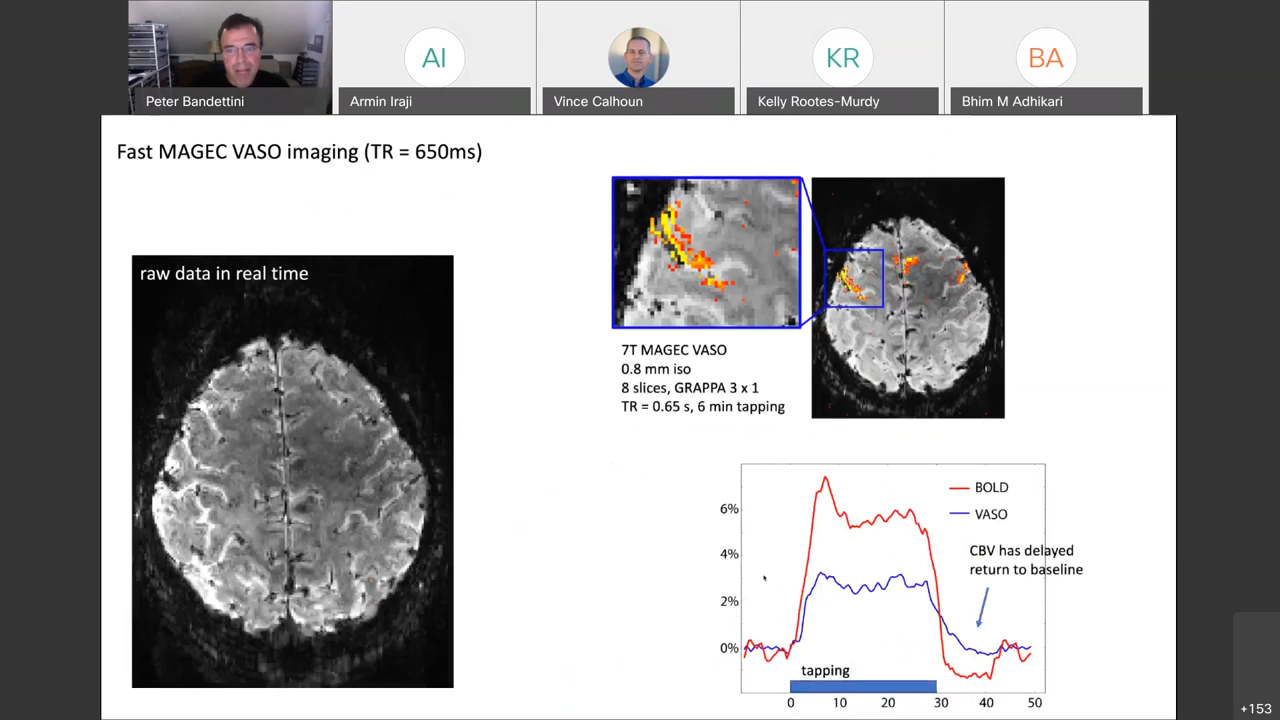 AI
KR
BA
Peter Bandettini
Armin Iraji
Vince Calhoun
Kelly Rootes-Murdy
Bhim M Adhikari
Fast MAGEC VASO imaging (TR = 650ms)
raw data in real time
7T MAGEC VASO
0.8 mm iso
8 slices, GRAPPA 3 x 1
TR = 0.65 s, 6 min tapping
6%
4%
2%
0%
BOLD
VASO
CBV has delayed
return to baseline
tapping
0 10 20 30 40 50
+153